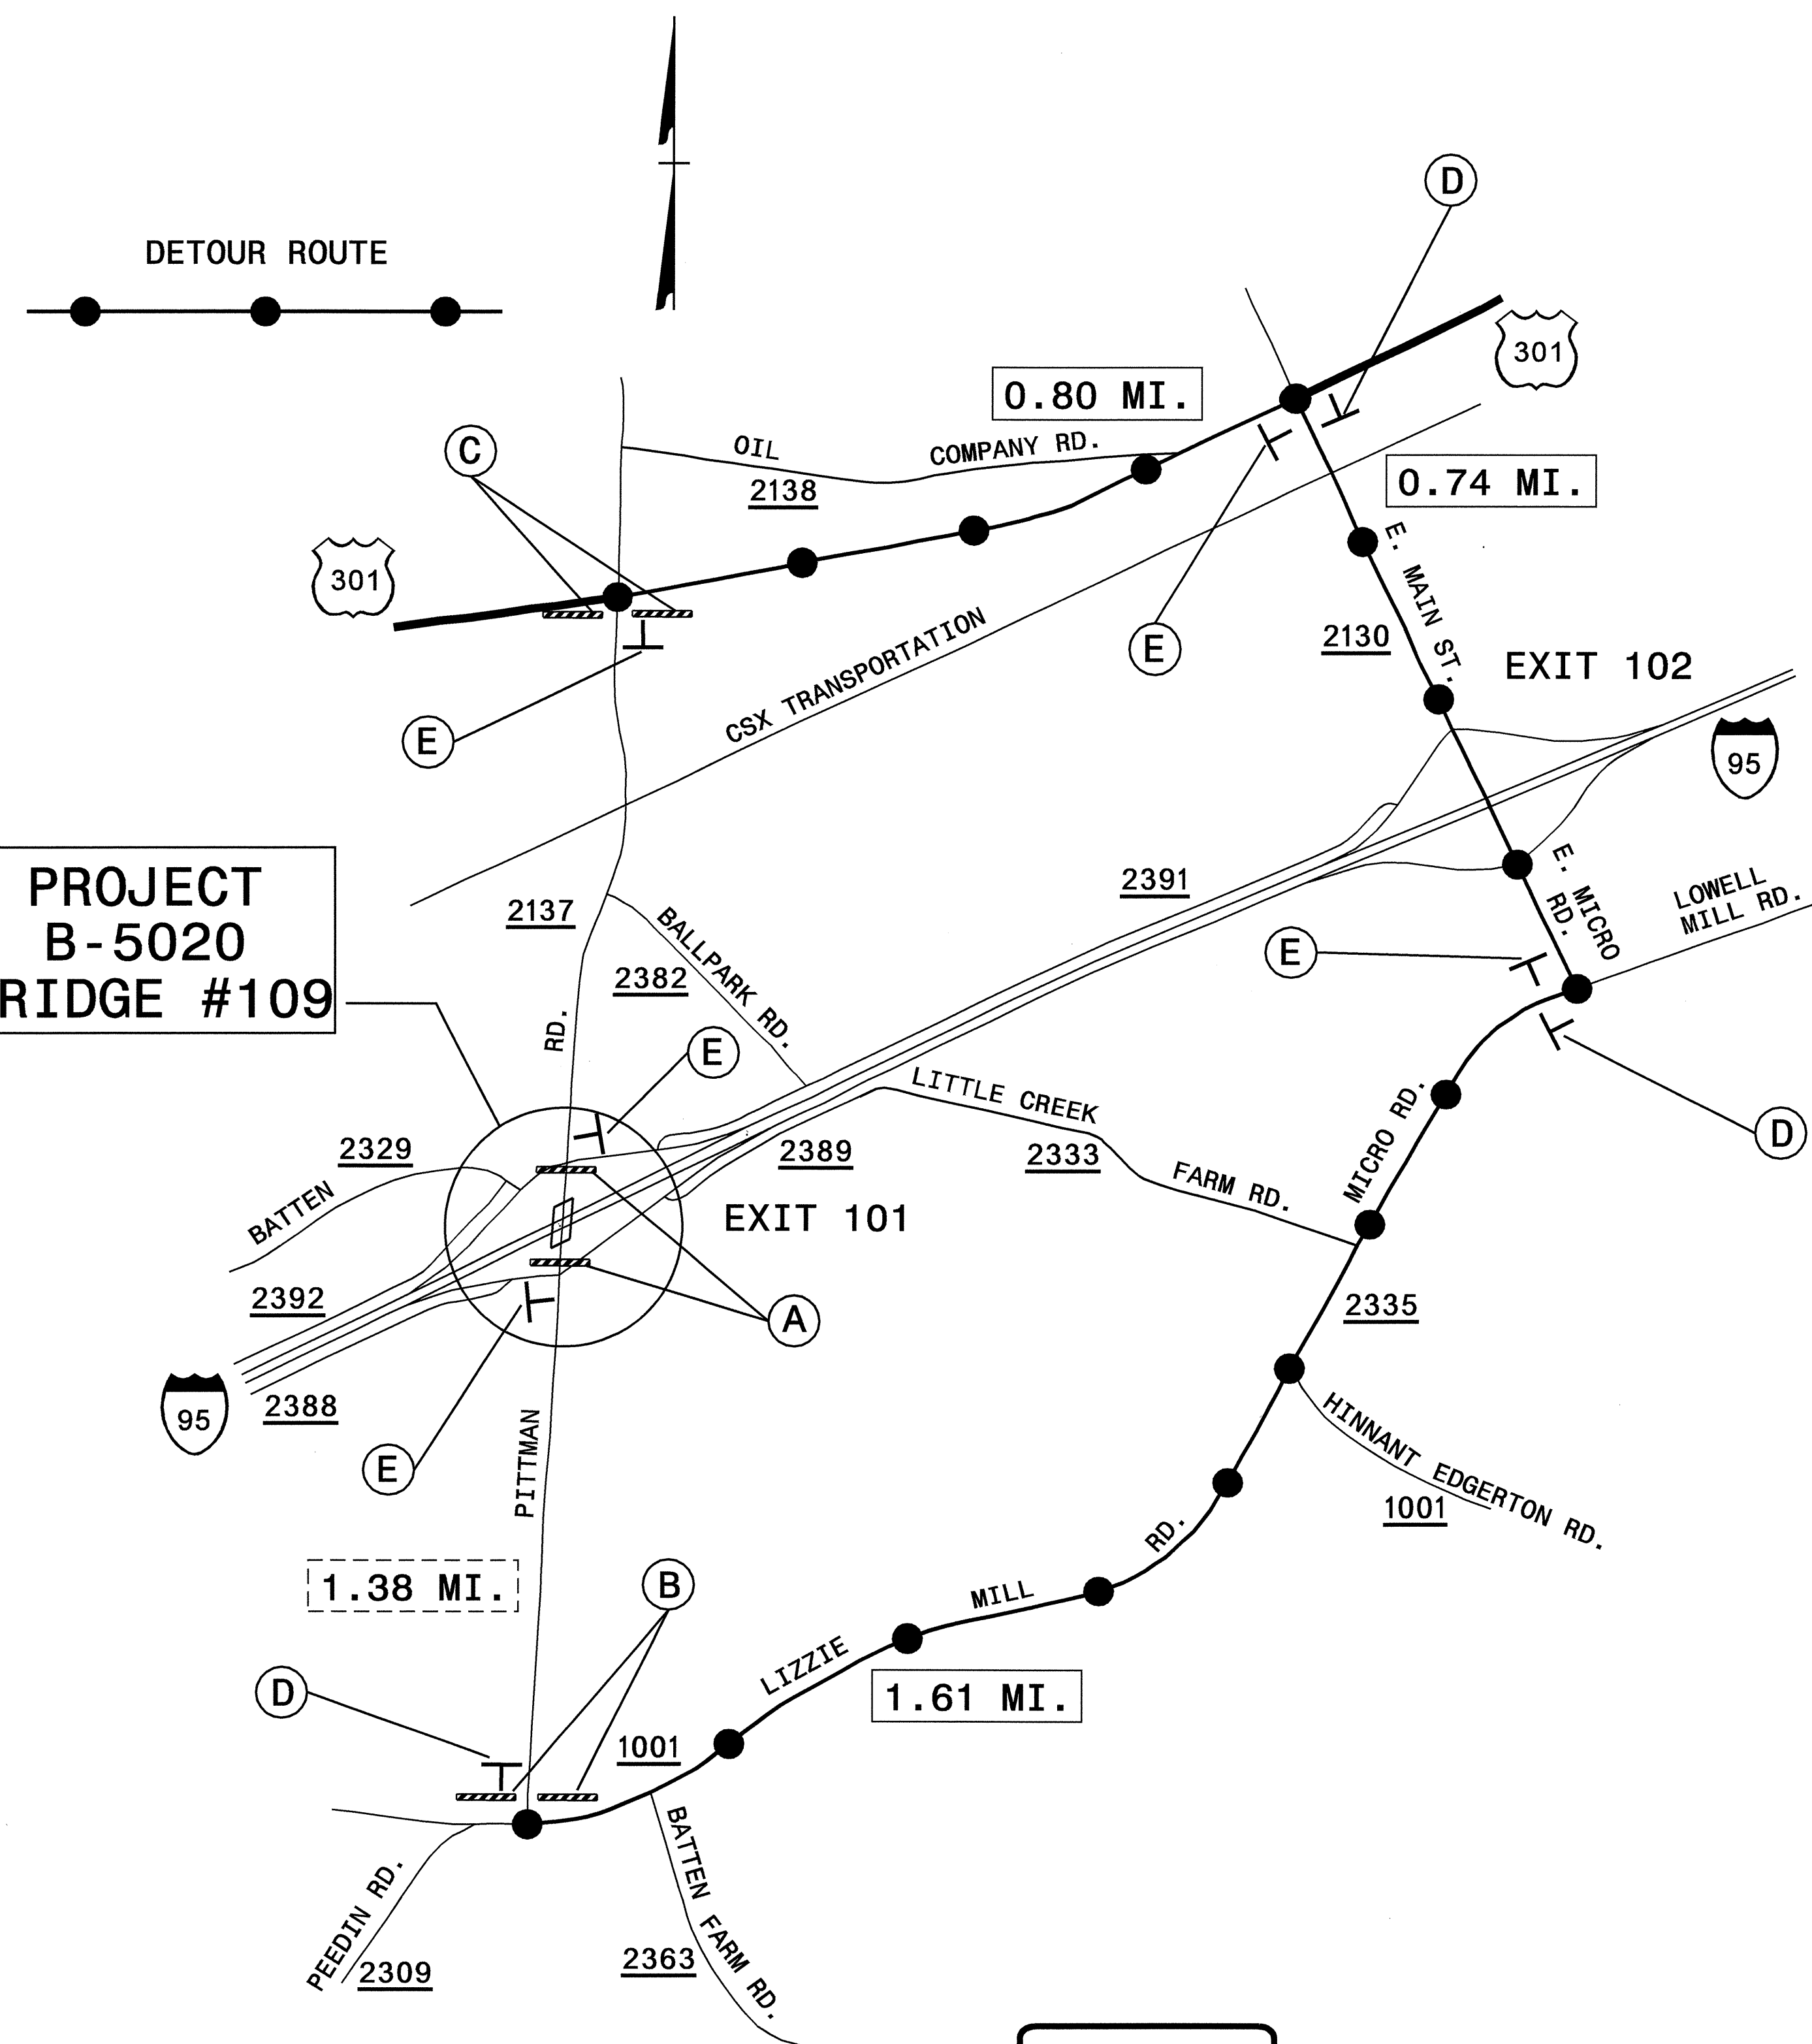 D
DETOUR ROUTE
301
0.80 MI.
C
OIL
COMPANY RD.
2138
0.74 MI.
301
E. MAIN ST.
2130
E
EXIT 102
CSX TRANSPORTATION
E
95
PROJECT
B-5020
RIDGE #109
2391
E. MICRO
RD.
LOWELL
MILL RD.
2137
BALLPARK RD.
2382
E
RD.
E
LITTLE CREEK
2329
2389
2333
MICRO RD.
D
BATTEN
FARM RD.
EXIT 101
2392
A
2335
2388
95
E
PITTMAN
HINNANT EDGERTON RD.
1001
1.38 MI.
B
RD.
MILL
LIZZIE
D
1.61 MI.
1001
BATTEN FARM RD.
PEEDIN RD.
2309
2363